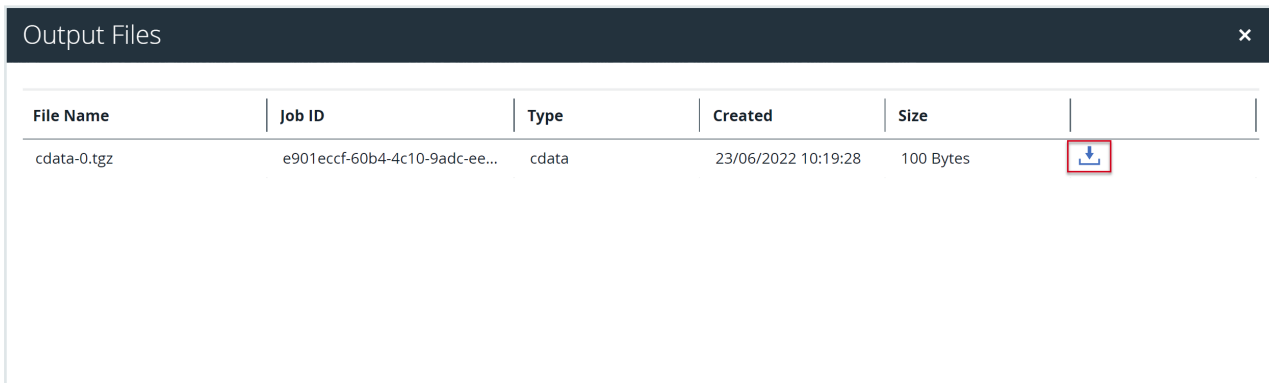 Output Files ×
File Name Job ID Type Created Size
cdata-0.tgz e901eccf-60b4-4c10-9adc-ee... cdata 23/06/2022 10:19:28 100 Bytes